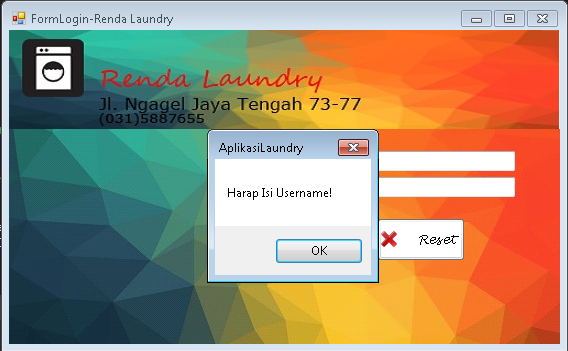 FormLogin-Renda Laundry
Renda Laundry
Jl. Ngagel Jaya Tengah 73-77
(031)5887655
AplikasiLaundry
Harap Isi Username!
OK
Reset